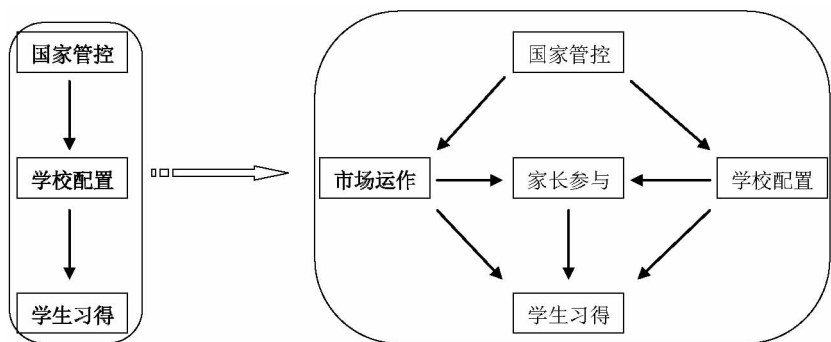 国家管控
学校配置
学生习得
国家管控
市场运作
家长参与
学校配置
学生习得